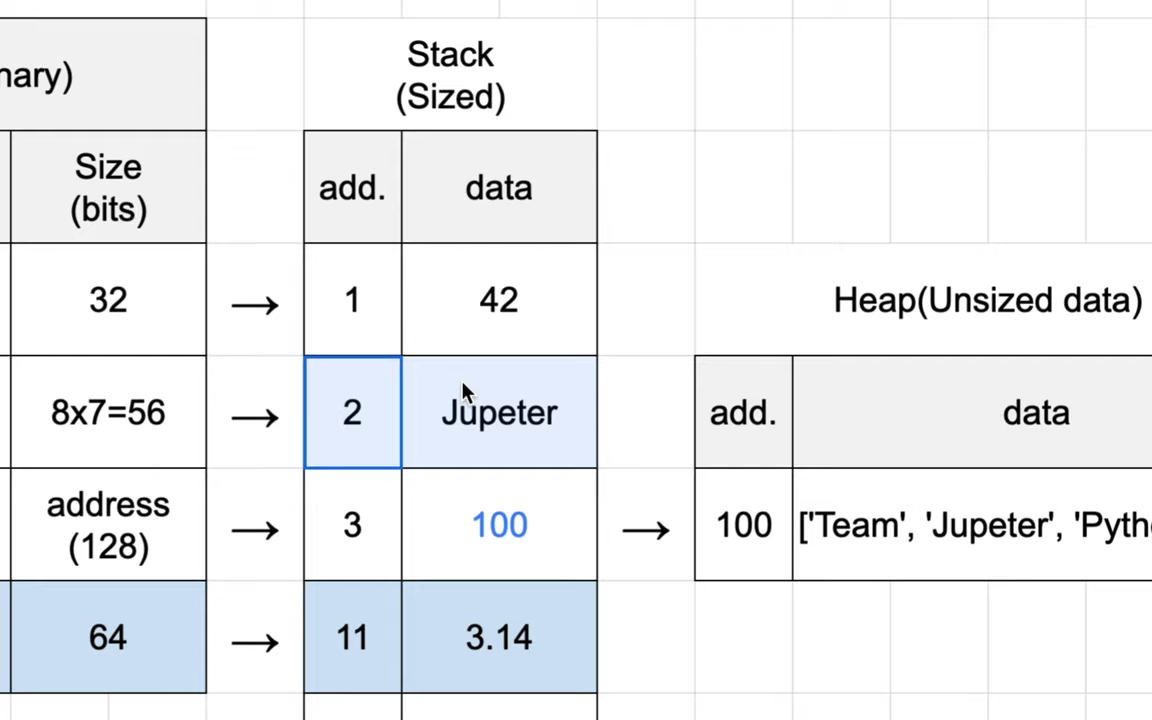 nary)
Stack
(Sized)
Size
(bits)
add.
data
32
→
1
42
Heap(Unsized data)
8x7=56
→
2
Jupeter
add.
data
address
(128)
→
3
100
→
100
['Team', 'Jupeter', 'Pyth
64
→
11
3.14